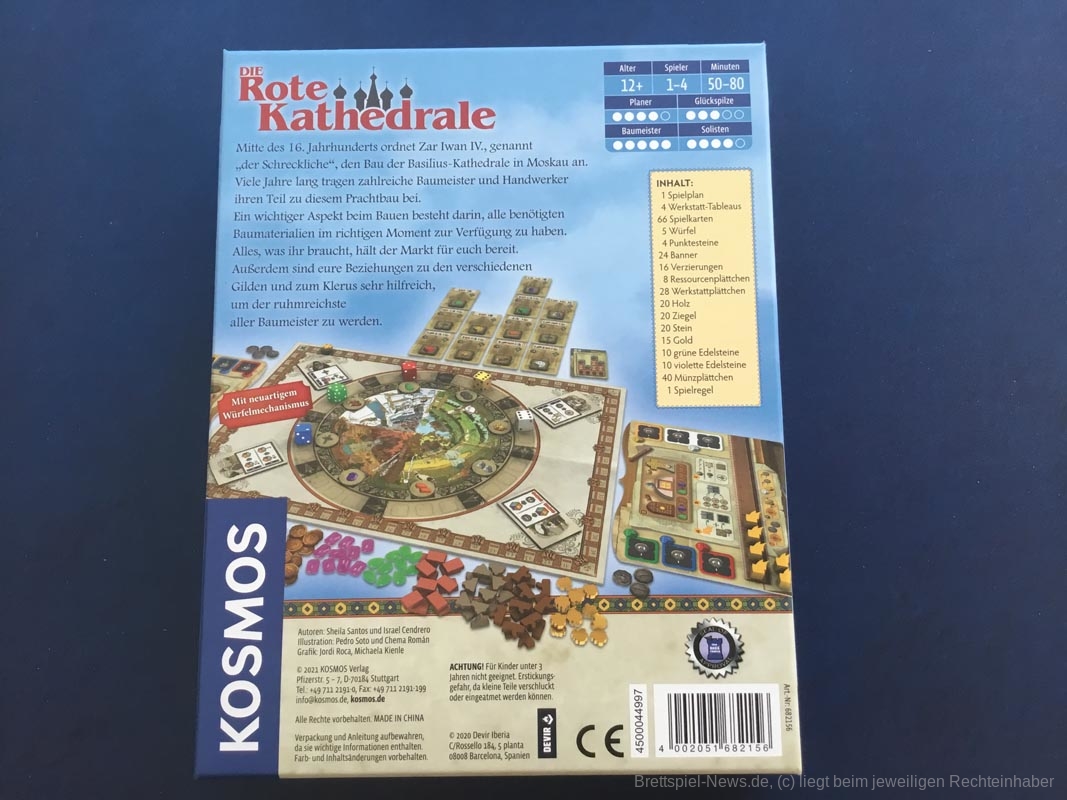 DIE
Rote
Kathedrale
Alter Spieler Minuten
12+ 1–4 50–80
Planer Glückspilze
Baumeister Solisten
Mitte des 16. Jahrhunderts ordnet Zar Iwan IV., genannt
„der Schreckliche“, den Bau der Basilius-Kathedrale in Moskau an.
Viele Jahre lang tragen zahlreiche Baumeister und Handwerker
ihren Teil zu diesem Prachtbau bei.
Ein wichtiger Aspekt beim Bauen besteht darin, alle benötigten
Baumaterialien im richtigen Moment zur Verfügung zu haben.
Alles, was ihr braucht, hält der Markt für euch bereit.
Außerdem sind eure Beziehungen zu den verschiedenen
Gilden und zum Klerus sehr hilfreich,
um der ruhmreichste
aller Baumeister zu werden.
INHALT:
1 Spielplan
4 Werkstatt-Tableaus
66 Spielkarten
5 Würfel
4 Punktesteine
24 Banner
16 Verzierungen
8 Ressourcenplättchen
28 Werkstattplättchen
20 Holz
20 Ziegel
20 Stein
15 Gold
10 grüne Edelsteine
10 violette Edelsteine
40 Münzplättchen
1 Spielregel
Mit neuartigem
Würfelmechanismus
KOSMOS
Autoren: Sheila Santos und Israel Cendrero
Illustration: Pedro Soto und Chema Román
Grafik: Jordi Roca, Michaela Kienle
© 2021 KOSMOS Verlag
Pfizerstr. 5 – 7, D-70184 Stuttgart
Tel.: +49 711 2191-0, Fax: +49 711 2191-199
info@kosmos.de, kosmos.de
Alle Rechte vorbehalten. MADE IN CHINA
Verpackung und Anleitung aufbewahren,
da sie wichtige Informationen enthalten.
Farb- und Inhaltsänderungen vorbehalten.
ACHTUNG! Für Kinder unter 3
Jahren nicht geeignet. Erstickungs-
gefahr, da kleine Teile verschluckt
oder eingeatmet werden können.
© 2020 Devir Iberia
C/Rosselló 184, 5 planta
08008 Barcelona, Spanien
DEVIR
CE
4500044997
4 002051 682156
Art.-Nr. 682156
Brettspiel-News.de, (c) liegt beim jeweiligen Rechteinhaber